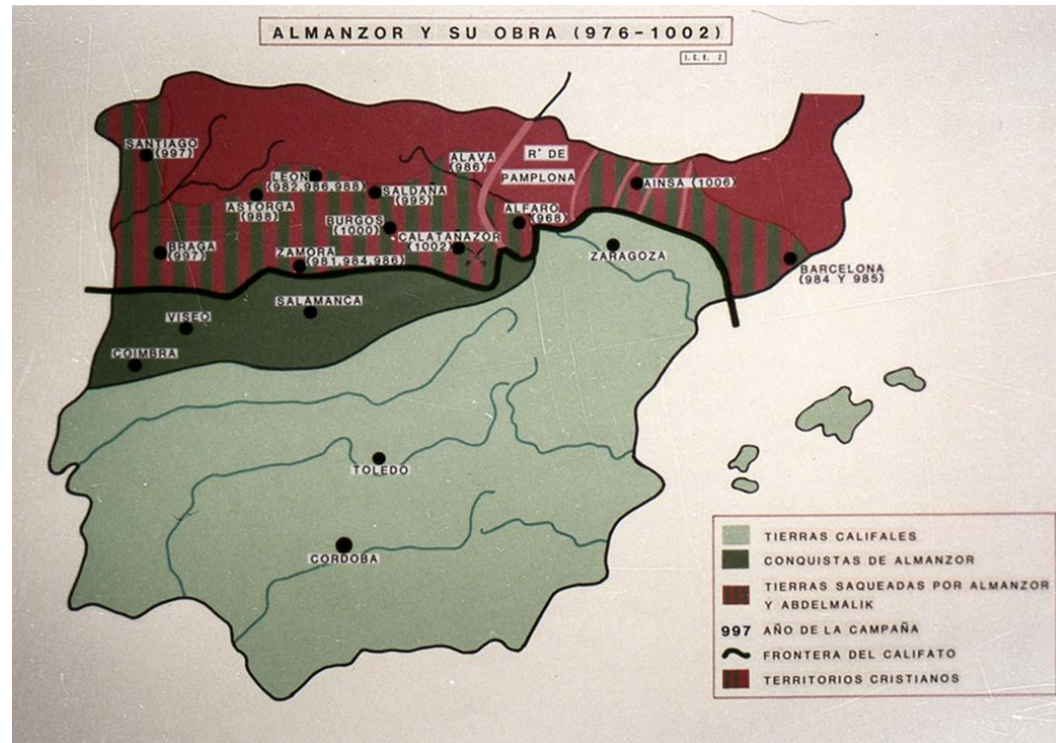 ALMANZOR Y SU OBRA (976-1002)
I.C.E. 2
SANTIAGO
(997)
LEON
(982,986,988)
ALAVA
(986)
Rº DE
PAMPLONA
AINSA (1006)
ASTORGA
(988)
SALDAÑA
(995)
BURGOS
(1000)
ALFARO
(968)
CALATANAZOR
(1002)
BRAGA
(997)
ZAMORA
(981,984,986)
ZARAGOZA
BARCELONA
(984 Y 985)
SALAMANCA
VISEO
COIMBRA
TOLEDO
CORDOBA
TIERRAS CALIFALES
CONQUISTAS DE ALMANZOR
TIERRAS SAQUEADAS POR ALMANZOR
Y ABDELMALIK
997 AÑO DE LA CAMPAÑA
FRONTERA DEL CALIFATO
TERRITORIOS CRISTIANOS